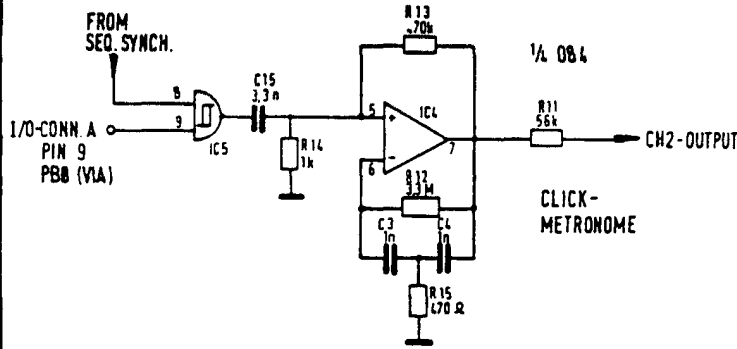 FROM
SEQ. SYNCH.
I/O-CONN. A
PIN 9
PB8 (VIA)
8
9
IC5
C15
3,3n
R14
1k
R13
470k
5
+
IC4
6
-
7
R12
3,3M
C3
1n
C4
1n
R15
470 Ω
¼ 084
R11
56k
CH2-OUTPUT
CLICK-
METRONOME